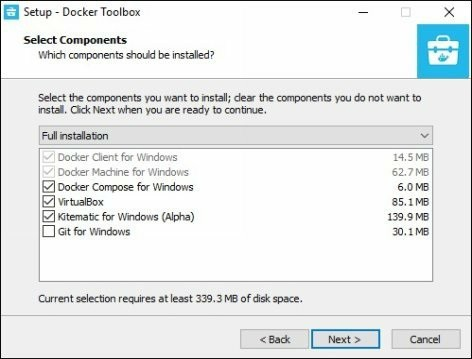 Setup - Docker Toolbox
Select Components
Which components should be installed?
Select the components you want to install; clear the components you do not want to
install. Click Next when you are ready to continue.
Full installation
Docker Client for Windows 14.5 MB
Docker Machine for Windows 62.7 MB
Docker Compose for Windows 6.0 MB
VirtualBox 85.1 MB
Kitematic for Windows (Alpha) 139.9 MB
Git for Windows 30.1 MB
Current selection requires at least 339.3 MB of disk space.
< Back Next > Cancel